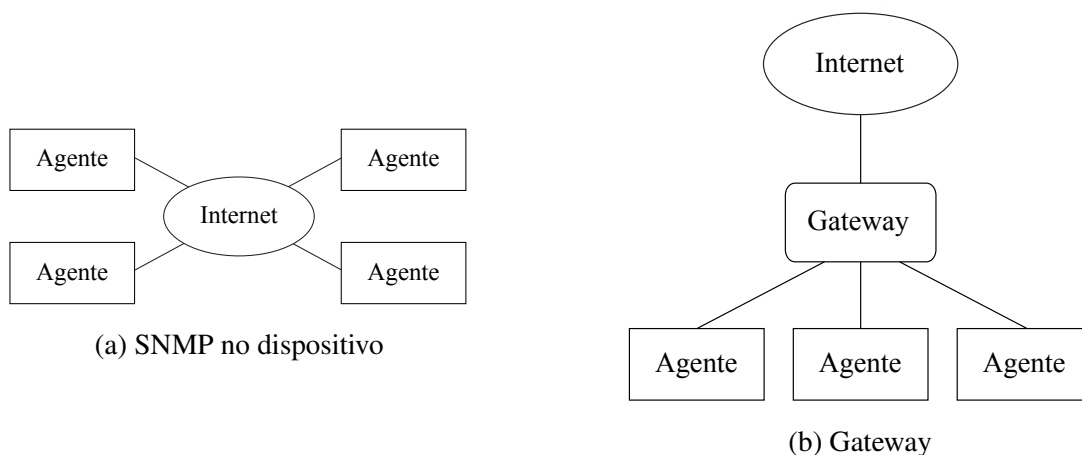 Agente
Agente
Internet
Agente
Agente
(a) SNMP no dispositivo
Internet
Gateway
Agente
Agente
Agente
(b) Gateway